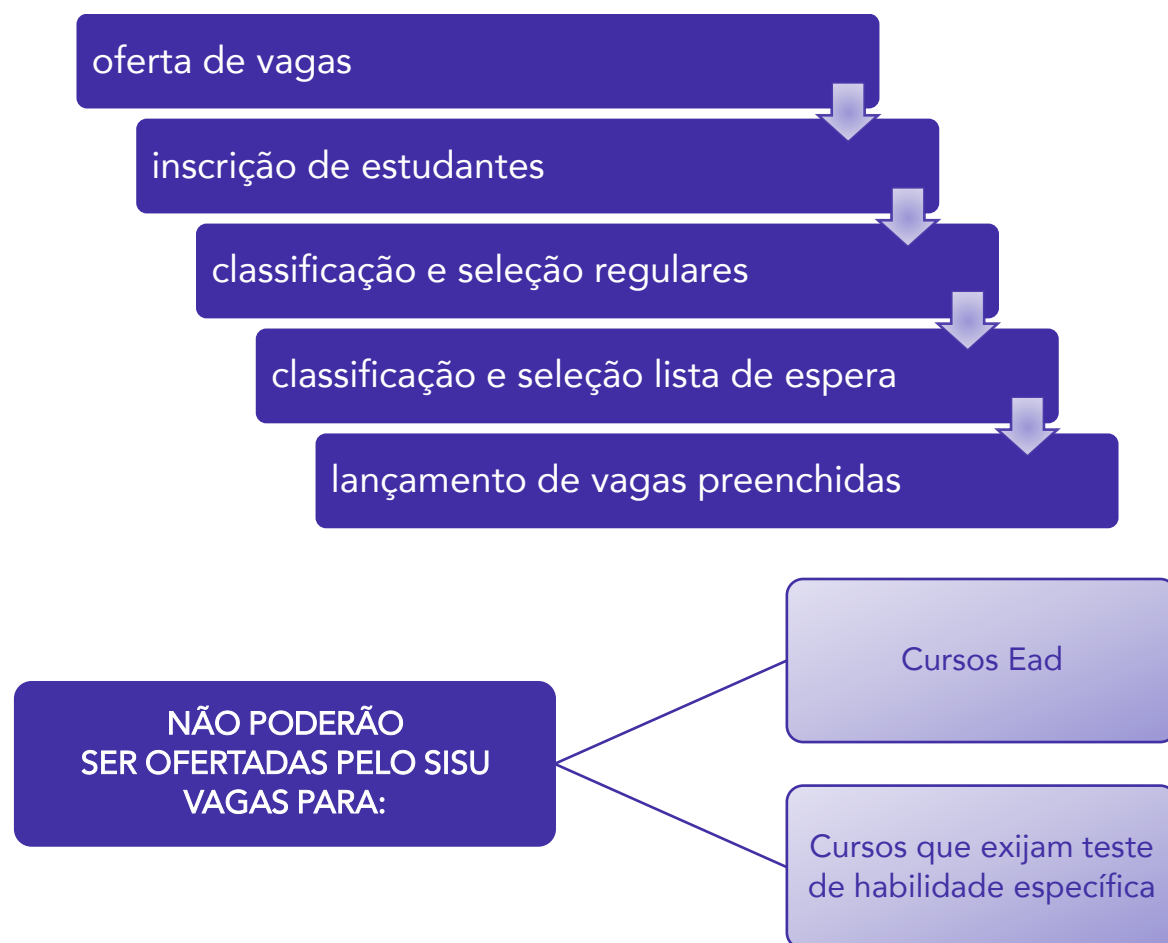 oferta de vagas
inscrição de estudantes
classificação e seleção regulares
classificação e seleção lista de espera
lançamento de vagas preenchidas
NÃO PODERÃO
SER OFERTADAS PELO SISU
VAGAS PARA:
Cursos Ead
Cursos que exijam teste
de habilidade específica